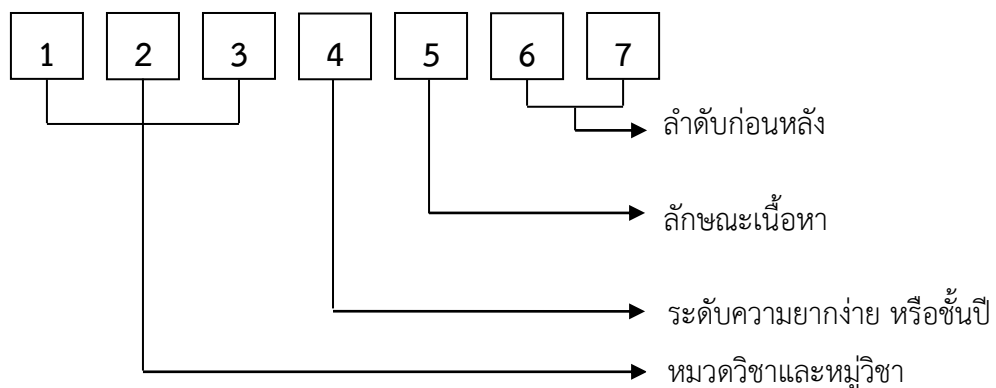 1 2 3 4 5 6 7
ลำดับก่อนหลัง
ลักษณะเนื้อหา
ระดับความยากง่าย หรือชั้นปี
หมวดวิชาและหมู่วิชา